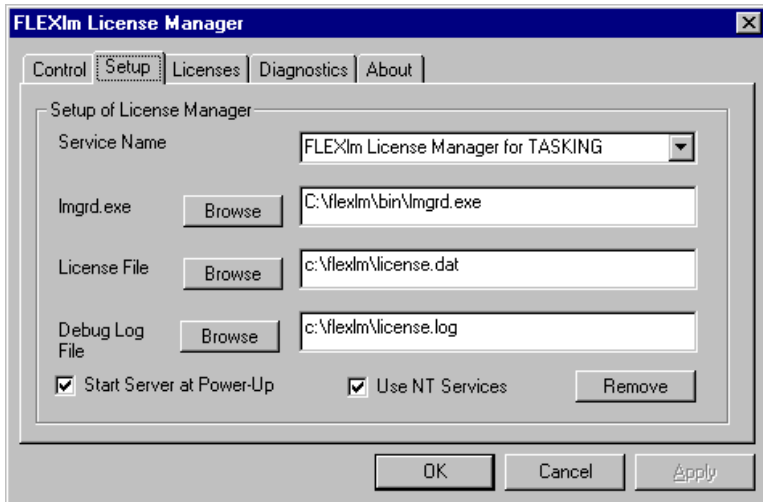 FLEXlm License Manager
Control Setup Licenses Diagnostics About
Setup of License Manager
Service Name FLEXlm License Manager for TASKING
lmgrd.exe Browse C:\flexlm\bin\lmgrd.exe
License File Browse c:\flexlm\license.dat
Debug Log
File Browse c:\flexlm\license.log
Start Server at Power-Up Use NT Services Remove
OK Cancel Apply